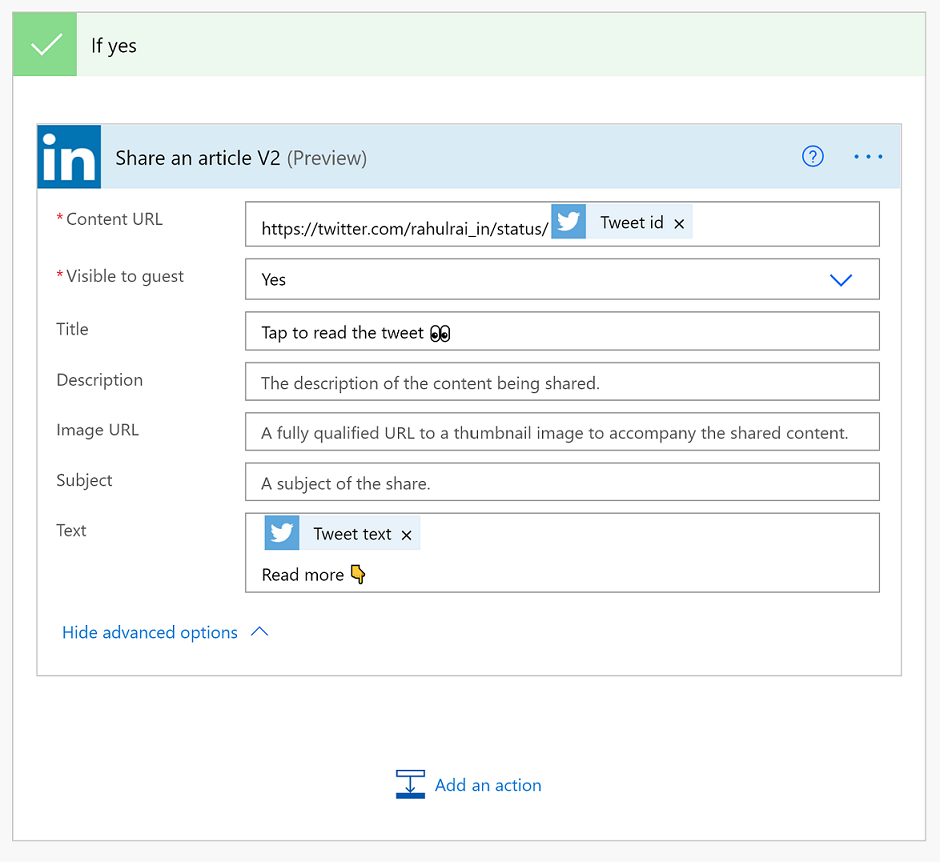 If yes
in Share an article V2 (Preview) ? ...
* Content URL https://twitter.com/rahulrai_in/status/ Tweet id ×
* Visible to guest Yes
Title Tap to read the tweet 👀
Description The description of the content being shared.
Image URL A fully qualified URL to a thumbnail image to accompany the shared content.
Subject A subject of the share.
Text Tweet text ×
Read more 👇
Hide advanced options
Add an action